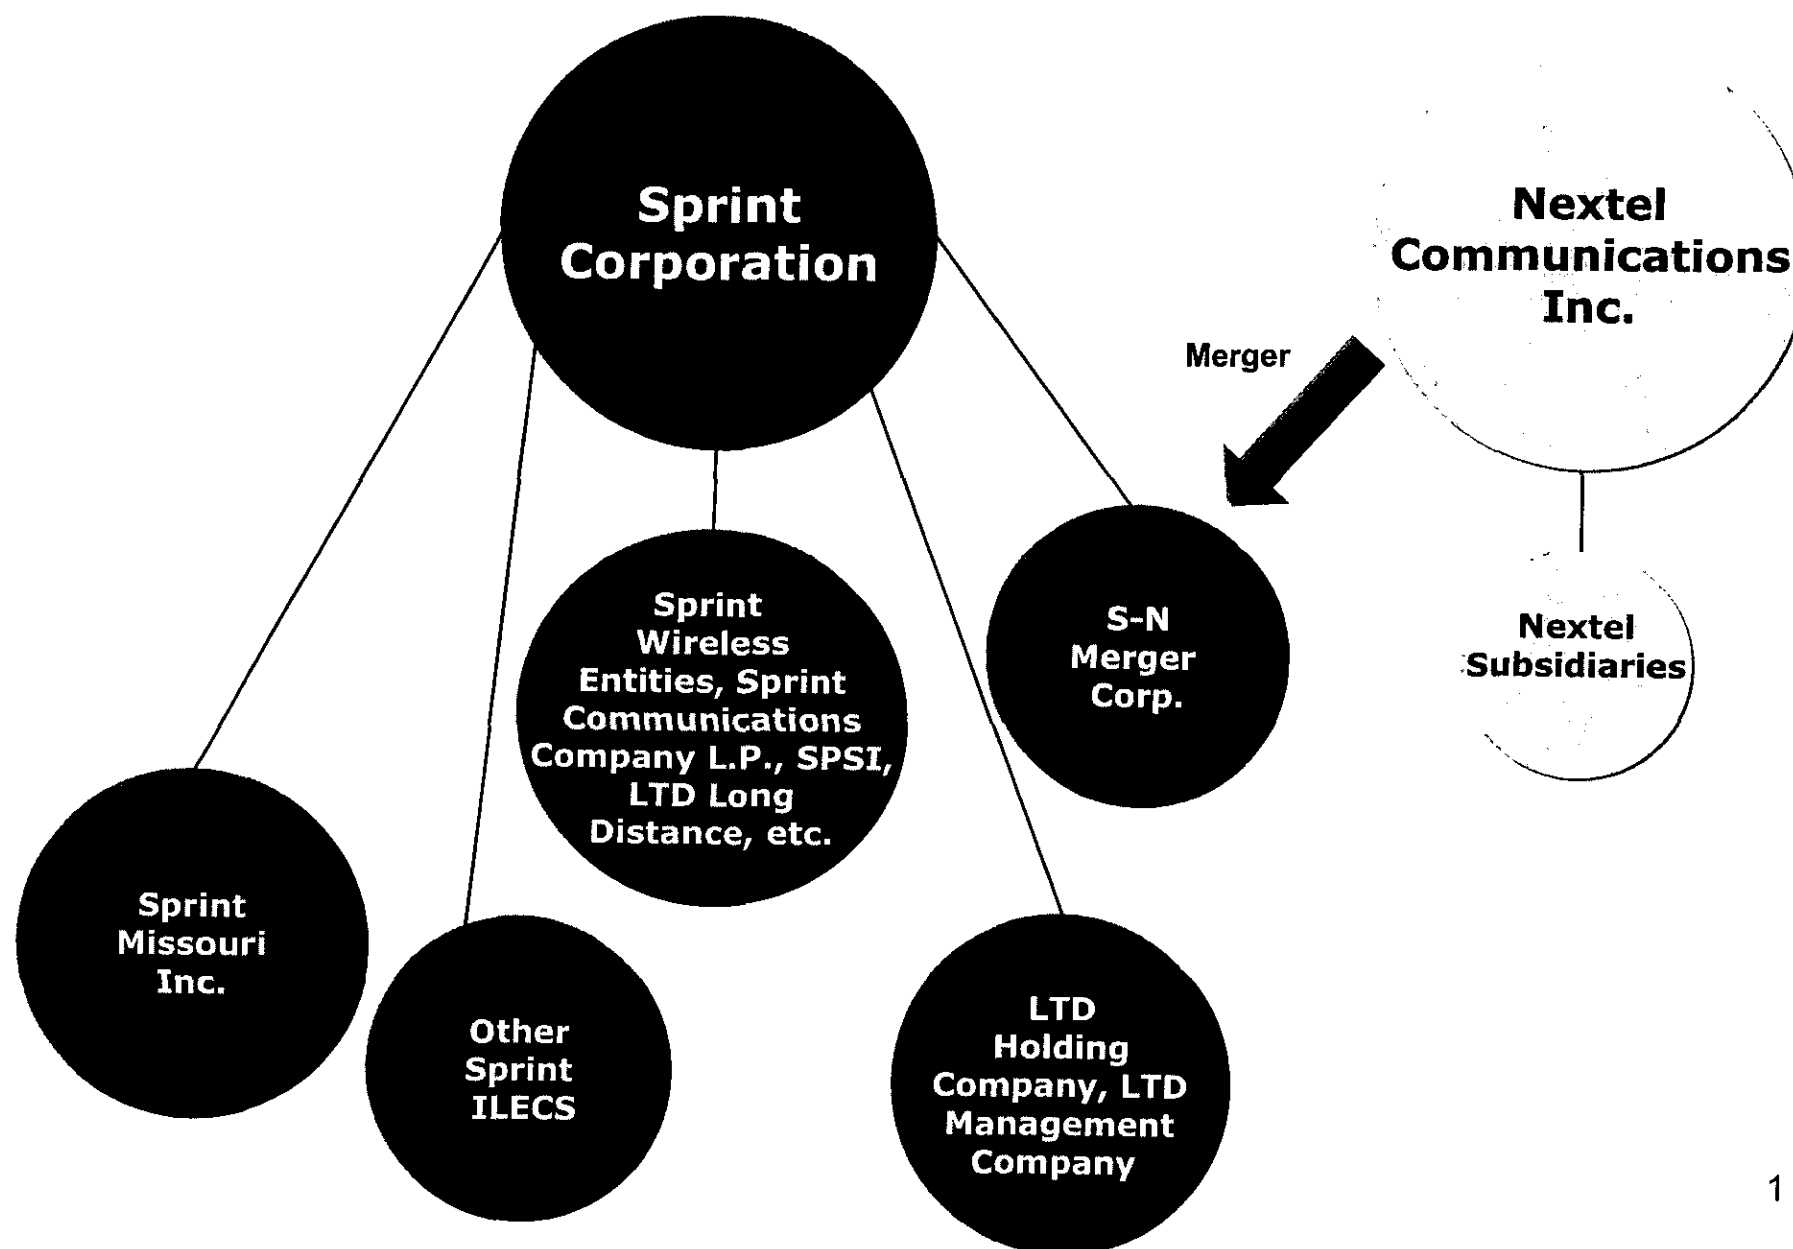 Sprint
Corporation
Nextel
Communications
Inc.
Merger
Sprint
Wireless
Entities, Sprint
Communications
Company L.P., SPSI,
LTD Long
Distance, etc.
S-N
Merger
Corp.
Nextel
Subsidiaries
Sprint
Missouri
Inc.
Other
Sprint
ILECS
LTD
Holding
Company, LTD
Management
Company
1